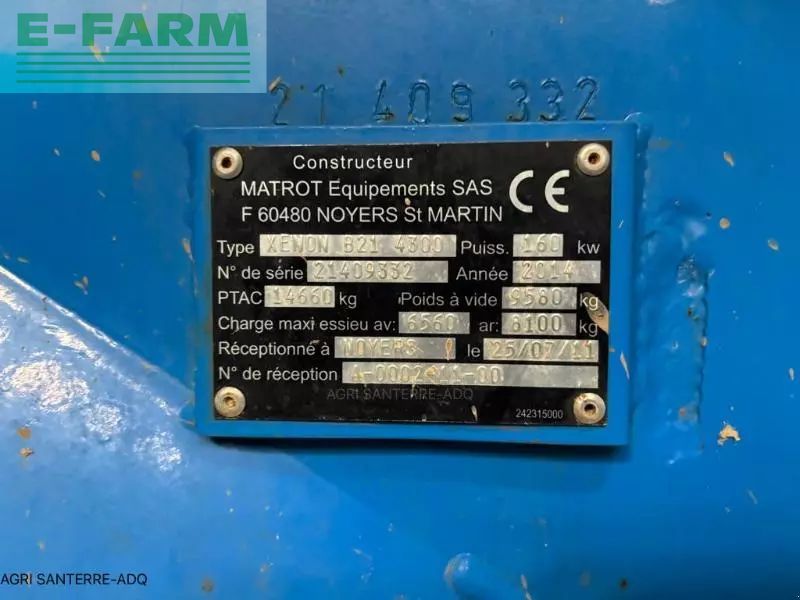 E-FARM
21 409 332
Constructeur
MATROT Equipements SAS
F 60480 NOYERS St MARTIN
CE
Type XENON B21 4300 Puiss. 160 kw
N° de série 21409332 Année 2014
PTAC 14660 kg Poids à vide 9580 kg
Charge maxi essieu av: 6560 ar: 8100 kg
Réceptionné à NOYERS le 25/07/11
N° de réception
AGRI SANTERRE-ADQ
242315000
AGRI SANTERRE-ADQ